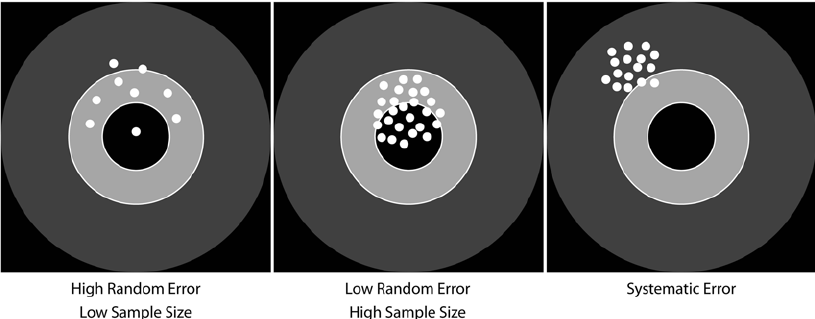 High Random Error
Low Sample Size
Low Random Error
High Sample Size
Systematic Error